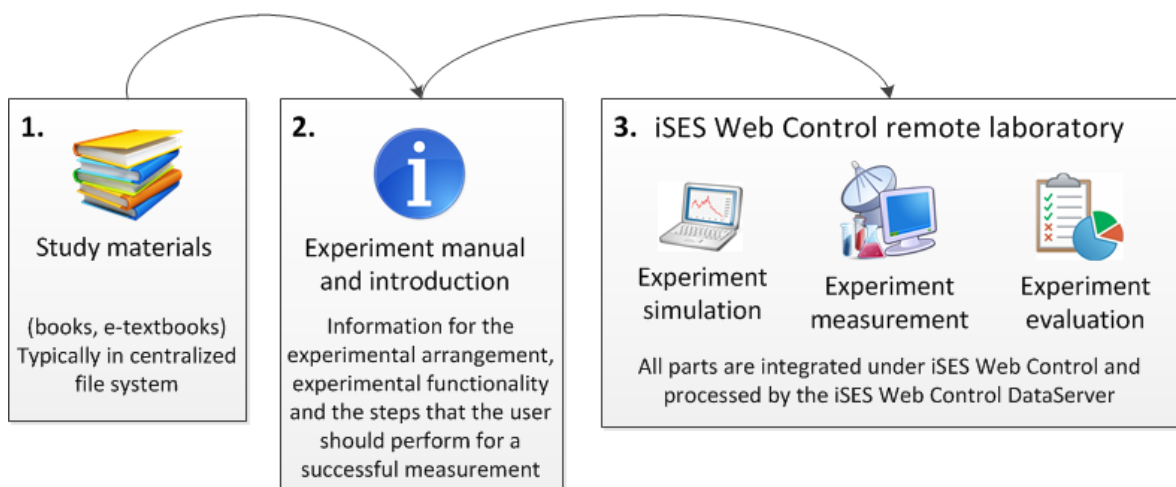 1.
Study materials
(books, e-textbooks)
Typically in centralized
file system
2.
Experiment manual
and introduction
Information for the
experimental arrangement,
experimental functionality
and the steps that the user
should perform for a
successful measurement
3. iSES Web Control remote laboratory
Experiment
simulation
Experiment
measurement
Experiment
evaluation
All parts are integrated under iSES Web Control and
processed by the iSES Web Control DataServer